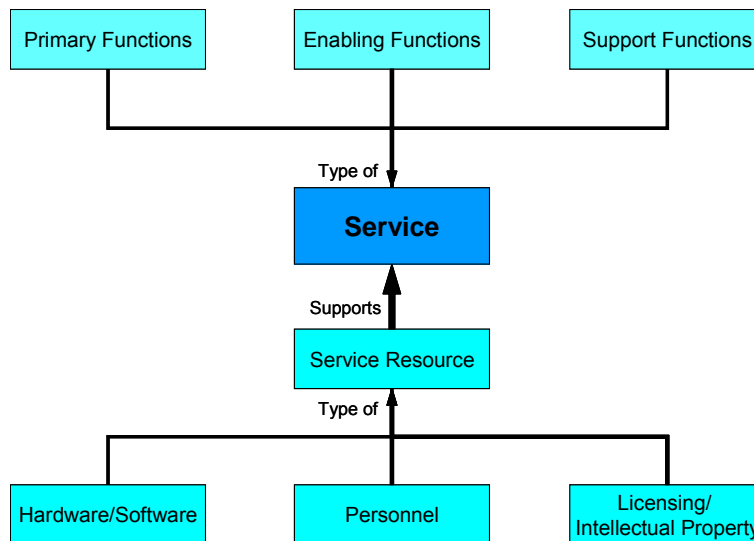 Primary Functions
Enabling Functions
Support Functions
Type of
Service
Supports
Service Resource
Type of
Hardware/Software
Personnel
Licensing/
Intellectual Property